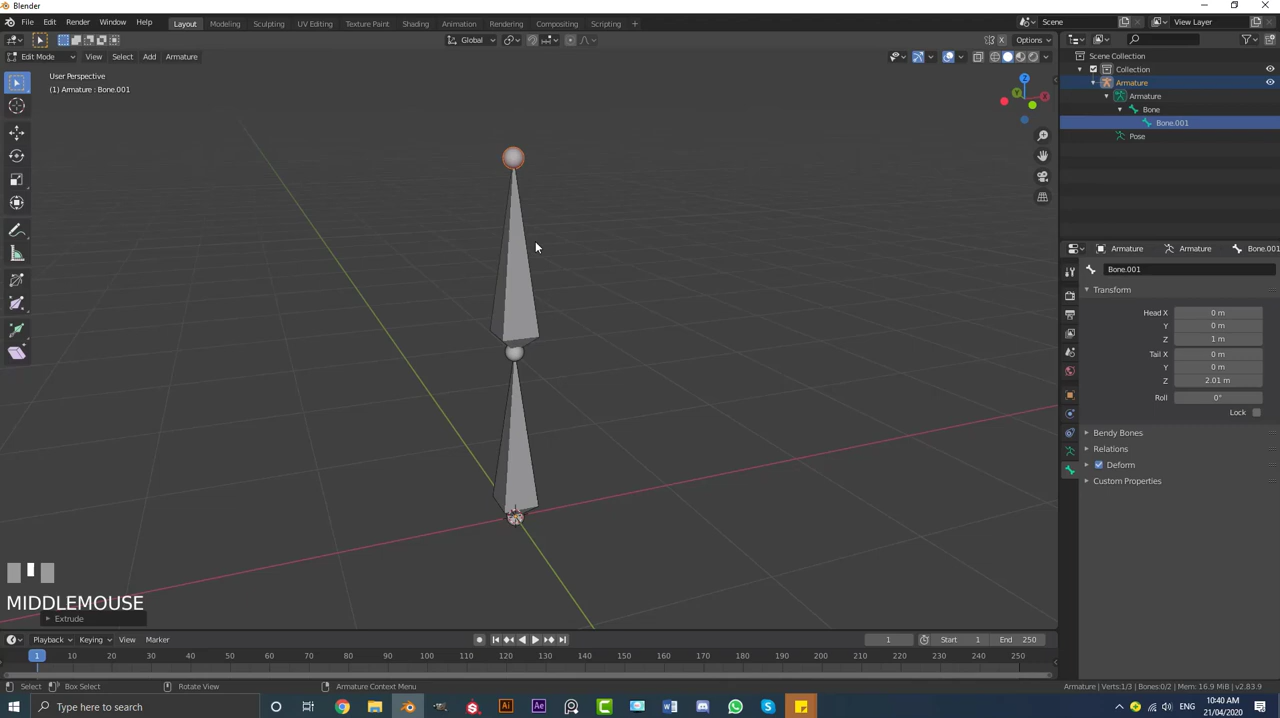 Blender
File Edit Render Window Help Layout Modeling Sculpting UV Editing Texture Paint Shading Animation Rendering Compositing Scripting + Scene View Layer
Global Options
Edit Mode View Select Add Armature
User Perspective
(1) Armature : Bone.001
Z
Y
X
Scene Collection
Collection
Armature
Armature
Bone
Bone.001
Pose
Armature Armature Bone.001
Bone.001
Transform
Head X 0 m
Y 0 m
Z 1 m
Tail X 0 m
Y 0 m
Z 2.01 m
Roll 0°
Lock
Bendy Bones
Relations
Deform
Custom Properties
MIDDLEMOUSE
Extrude
Playback Keying View Marker 1 Start 1 End 250
1 10 20 30 40 50 60 70 80 90 100 110 120 130 140 150 160 170 180 190 200 210 220 230 240 250
Select Box Select Rotate View Armature Context Menu Armature | Verts:1/3 | Bones:0/2 | Mem: 16.9 MiB | v2.83.9
Type here to search
ENG
10:40 AM
21/04/2020